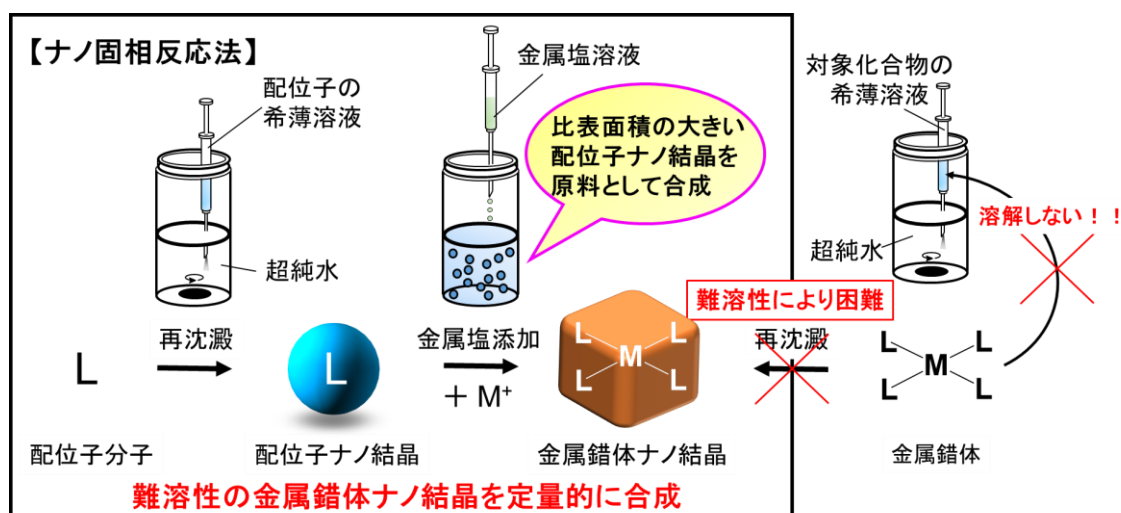 【ナノ固相反応法】
配位子の
希薄溶液
超純水
金属塩溶液
比表面積の大きい
配位子ナノ結晶を
原料として合成
対象化合物の
希薄溶液
溶解しない！！
超純水
難溶性により困難
再沈澱
金属塩添加
＋ M⁺
再沈澱
L
L
L
L
M
L
L
L
L
M
L
L
配位子分子
配位子ナノ結晶
金属錯体ナノ結晶
金属錯体
難溶性の金属錯体ナノ結晶を定量的に合成